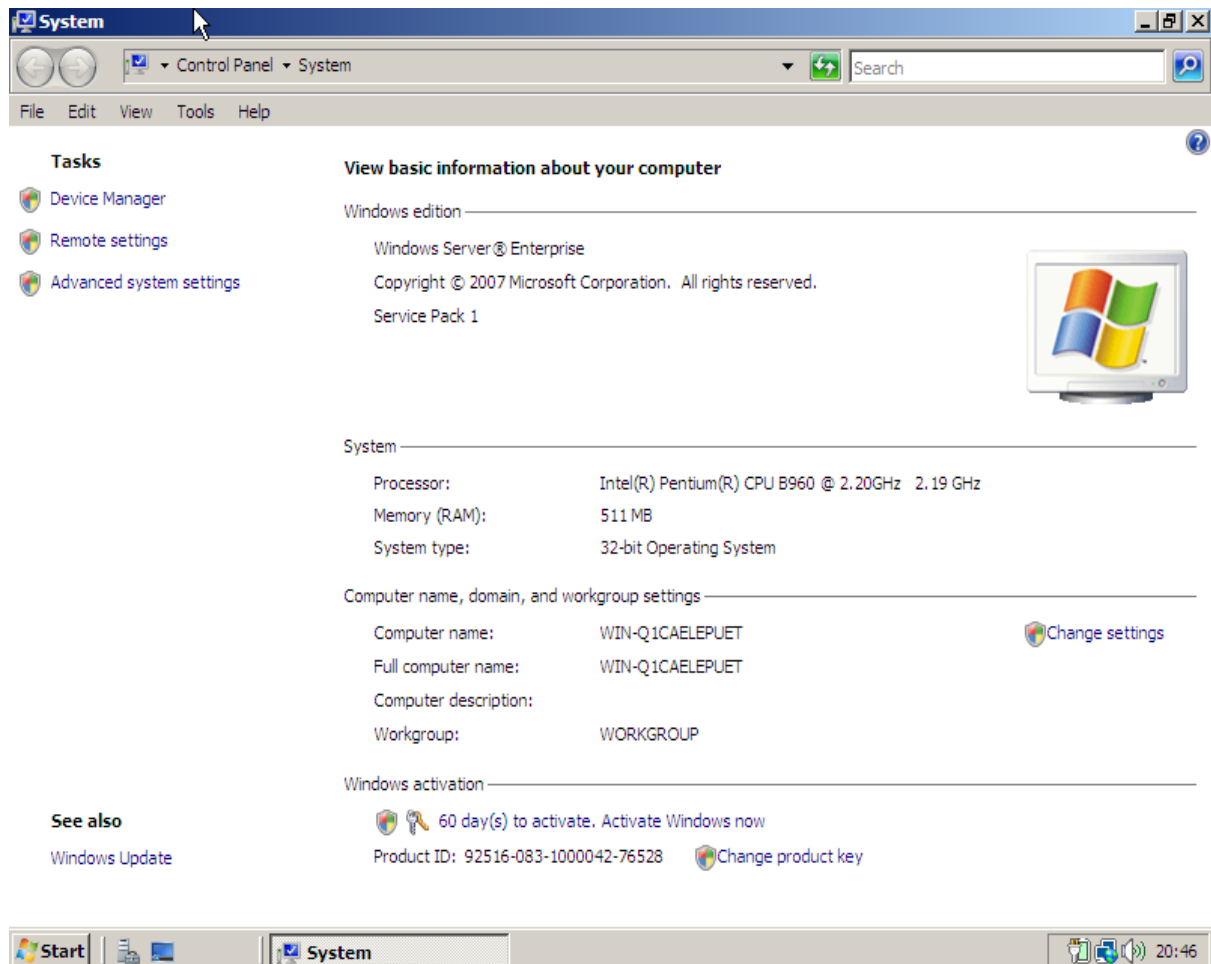 System
Control Panel System
Search
File Edit View Tools Help
Tasks
Device Manager
Remote settings
Advanced system settings
View basic information about your computer
Windows edition
Windows Server® Enterprise
Copyright © 2007 Microsoft Corporation. All rights reserved.
Service Pack 1
System
Processor: Intel(R) Pentium(R) CPU B960 @ 2.20GHz 2.19 GHz
Memory (RAM): 511 MB
System type: 32-bit Operating System
Computer name, domain, and workgroup settings
Computer name: WIN-Q1CAELEPUET
Change settings
Full computer name: WIN-Q1CAELEPUET
Computer description:
Workgroup: WORKGROUP
Windows activation
60 day(s) to activate. Activate Windows now
Product ID: 92516-083-1000042-76528 Change product key
See also
Windows Update
Start System 20:46